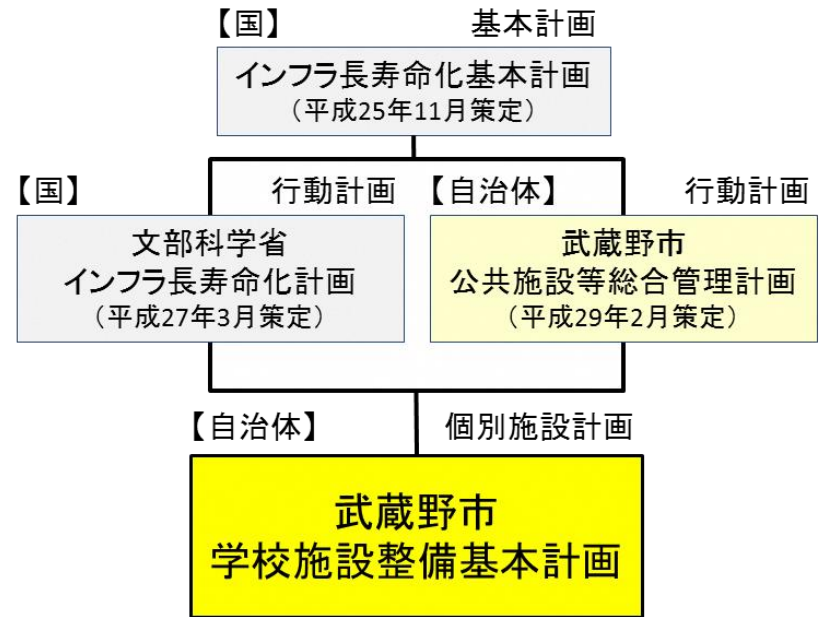 【国】 基本計画
インフラ長寿命化基本計画
（平成25年11月策定）
【国】 行動計画
文部科学省
インフラ長寿命化計画
（平成27年3月策定）
【自治体】 行動計画
武蔵野市
公共施設等総合管理計画
（平成29年2月策定）
【自治体】 個別施設計画
武蔵野市
学校施設整備基本計画